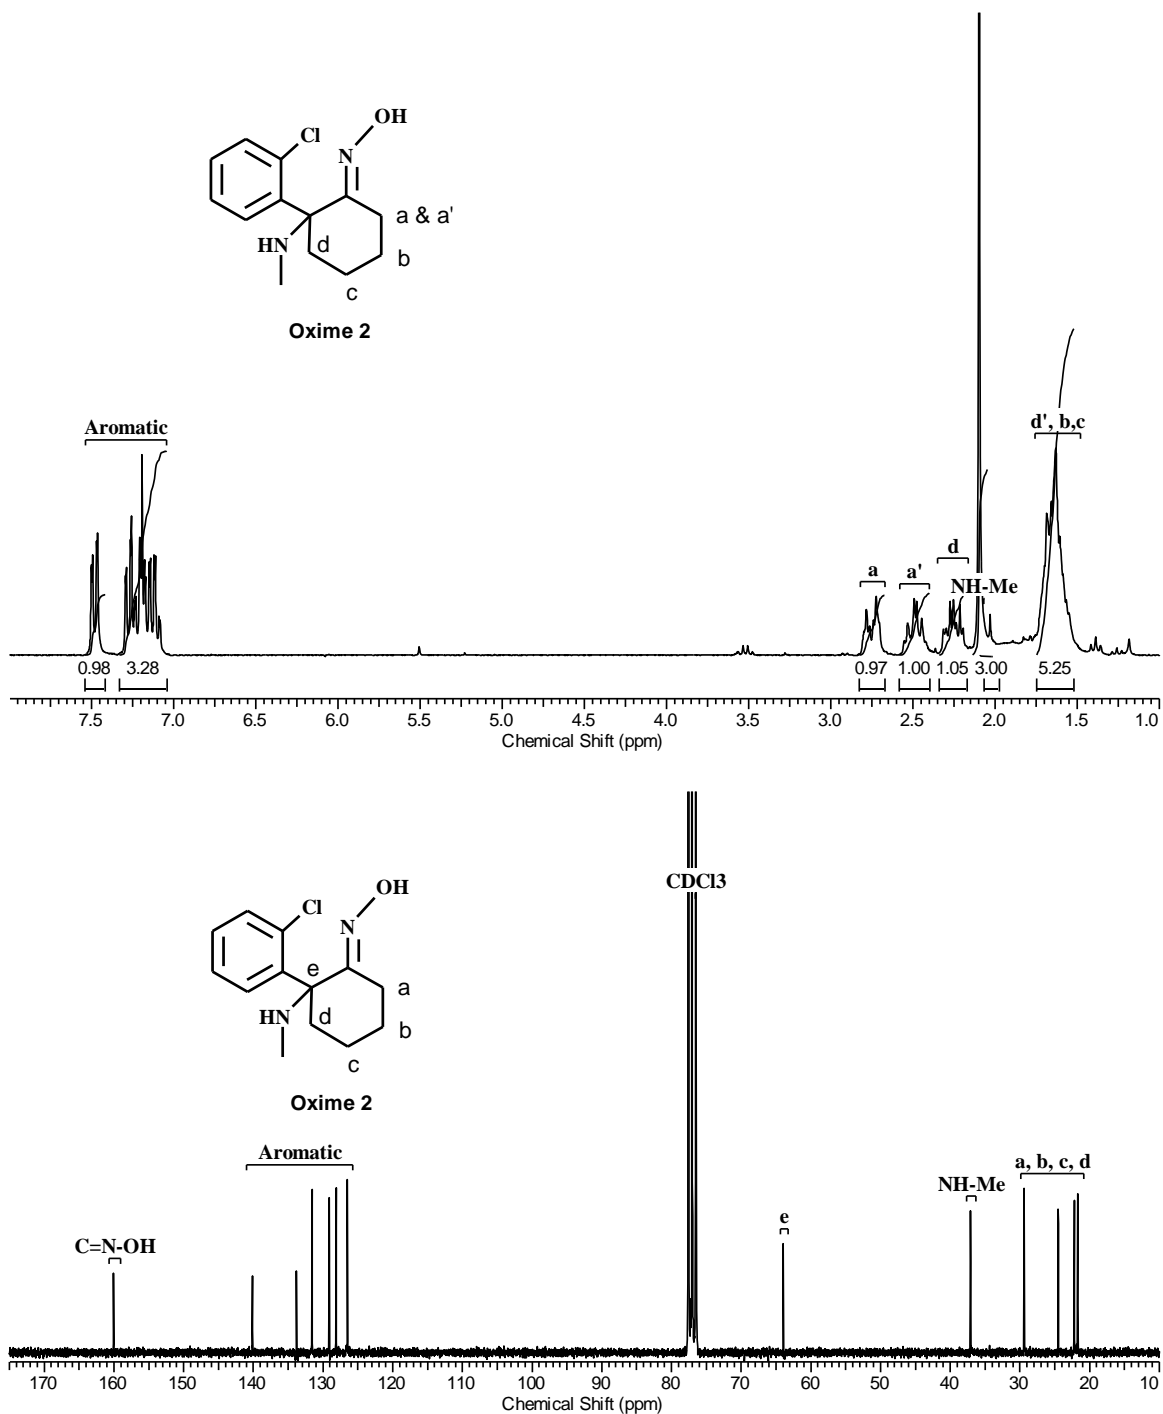 OH
Cl
N
a & a'
HN
d
b
c
Oxime 2
Aromatic
d', b,c
d
a
a'
NH-Me
0.98 3.28 0.97 1.00 1.05 3.00 5.25
7.5 7.0 6.5 6.0 5.5 5.0 4.5 4.0 3.5 3.0 2.5 2.0 1.5 1.0
Chemical Shift (ppm)
CDCl3
OH
Cl
N
e
a
HN
d
b
c
Oxime 2
Aromatic
a, b, c, d
NH-Me
e
C=N-OH
170 160 150 140 130 120 110 100 90 80 70 60 50 40 30 20 10
Chemical Shift (ppm)